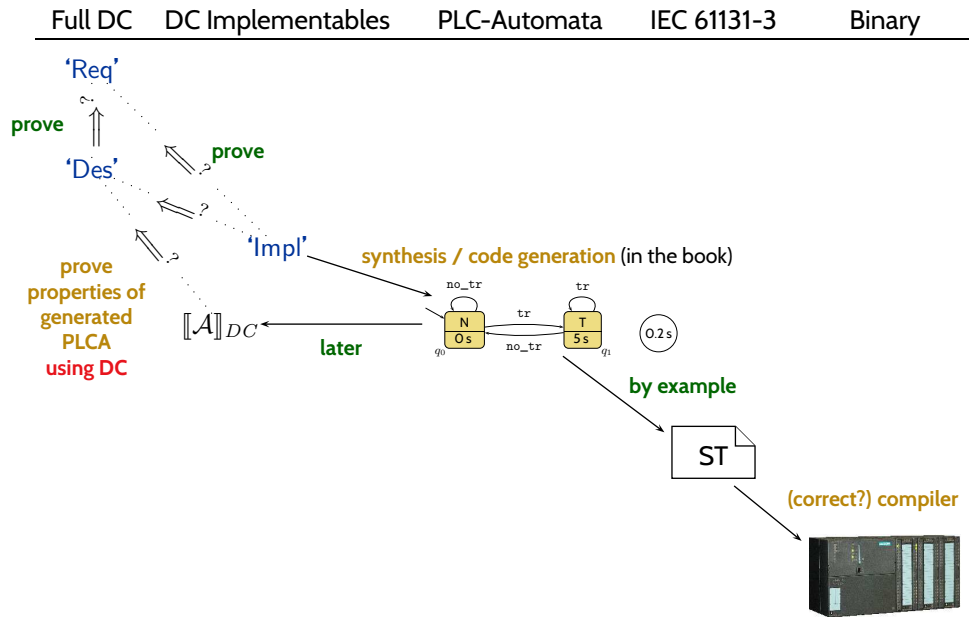 Full DC DC Implementables PLC-Automata IEC 61131-3 Binary
‘Req’
?
prove
prove
?
‘Des’
?
‘Impl’
?
synthesis / code generation (in the book)
prove
properties of
generated
PLCA
using DC
no_tr
tr
⟦𝒜⟧DC
N
0 s
q0
tr
no_tr
T
5 s
q1
0.2 s
later
by example
ST
(correct?) compiler